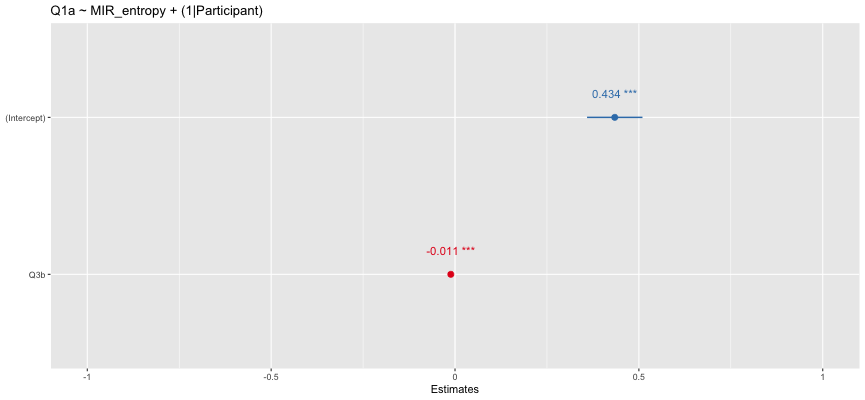 Q1a ~ MIR_entropy + (1|Participant)
0.434 ***
(Intercept)
-0.011 ***
Q3b
-1 -0.5 0 0.5 1
Estimates